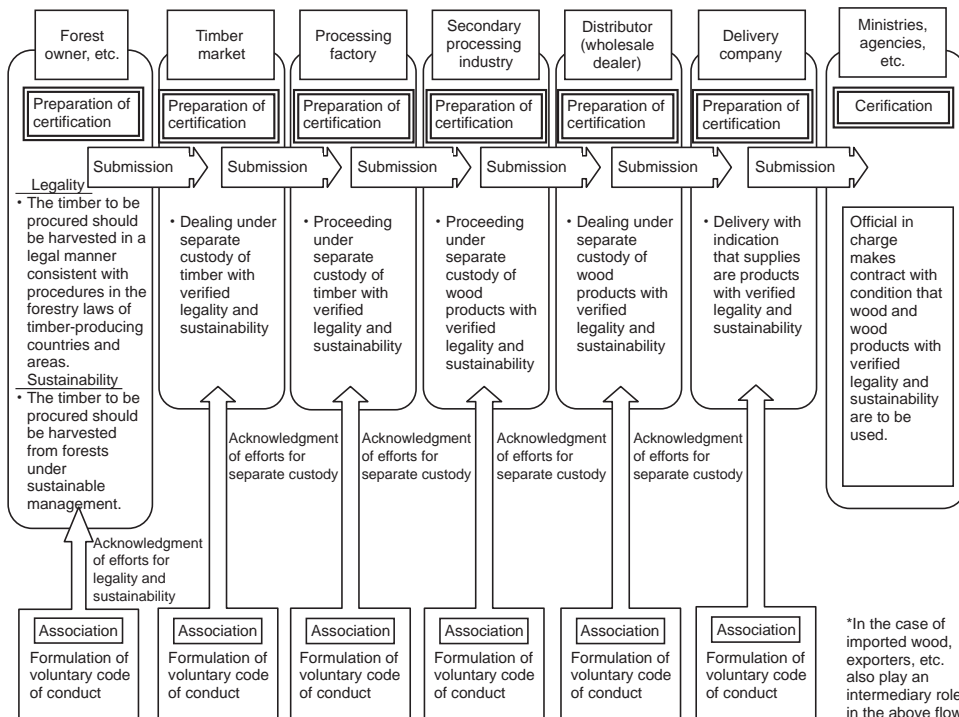 Forest
owner, etc.
Timber
market
Processing
factory
Secondary
processing
industry
Distributor
(wholesale
dealer)
Delivery
company
Ministries,
agencies,
etc.
Preparation of
certification
Preparation of
certification
Preparation of
certification
Preparation of
certification
Preparation of
certification
Preparation of
certification
Cerification
Submission
Submission
Submission
Submission
Submission
Submission
Legality
• The timber to be
procured should
be harvested in a
legal manner
consistent with
procedures in the
forestry laws of
timber-producing
countries and
areas.
Sustainability
• The timber to be
procured should
be harvested
from forests
under
sustainable
management.
• Dealing under
separate
custody of
timber with
verified
legality and
sustainability
• Proceeding
under
separate
custody of
timber with
verified
legality and
sustainability
• Proceeding
under
separate
custody of
wood
products with
verified
legality and
sustainability
• Dealing under
separate
custody of
wood
products with
verified
legality and
sustainability
• Delivery with
indication
that supplies
are products
with verified
legality and
sustainability
Official in
charge
makes
contract with
condition that
wood and
wood
products with
verified
legality and
sustainability
are to be
used.
Acknowledgment
of efforts for
legality and
sustainability
Acknowledgment
of efforts for
separate custody
Acknowledgment
of efforts for
separate custody
Acknowledgment
of efforts for
separate custody
Acknowledgment
of efforts for
separate custody
Association
Formulation of
voluntary code
of conduct
Association
Formulation of
voluntary code
of conduct
Association
Formulation of
voluntary code
of conduct
Association
Formulation of
voluntary code
of conduct
Association
Formulation of
voluntary code
of conduct
Association
Formulation of
voluntary code
of conduct
*In the case of
imported wood,
exporters, etc.
also play an
intermediary role
in the above flow